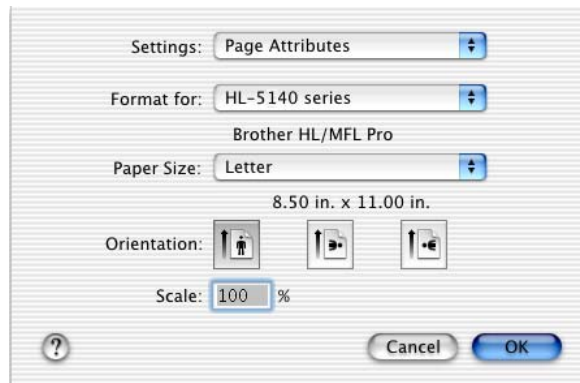 Settings: Page Attributes
Format for: HL-5140 series
Brother HL/MFL Pro
Paper Size: Letter
8.50 in. x 11.00 in.
Orientation:
Scale: 100 %
? Cancel OK